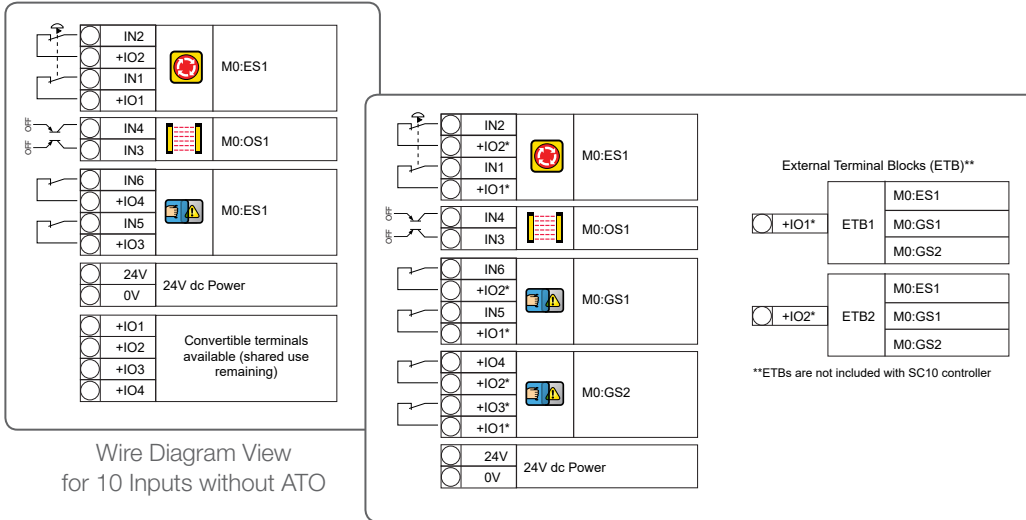 IN2
+IO2
IN1
+IO1
M0:ES1
OFF
OFF
IN4
IN3
M0:OS1
IN6
+IO4
IN5
+IO3
M0:ES1
24V
0V
24V dc Power
+IO1
+IO2
+IO3
+IO4
Convertible terminals
available (shared use
remaining)
Wire Diagram View
for 10 Inputs without ATO
IN2
+IO2*
IN1
+IO1*
M0:ES1
OFF
OFF
IN4
IN3
M0:OS1
IN6
+IO2*
IN5
+IO1*
M0:GS1
+IO4
+IO2*
+IO3*
+IO1*
M0:GS2
24V
0V
24V dc Power
External Terminal Blocks (ETB)**
+IO1*
ETB1
M0:ES1
M0:GS1
M0:GS2
+IO2*
ETB2
M0:ES1
M0:GS1
M0:GS2
**ETBs are not included with SC10 controller